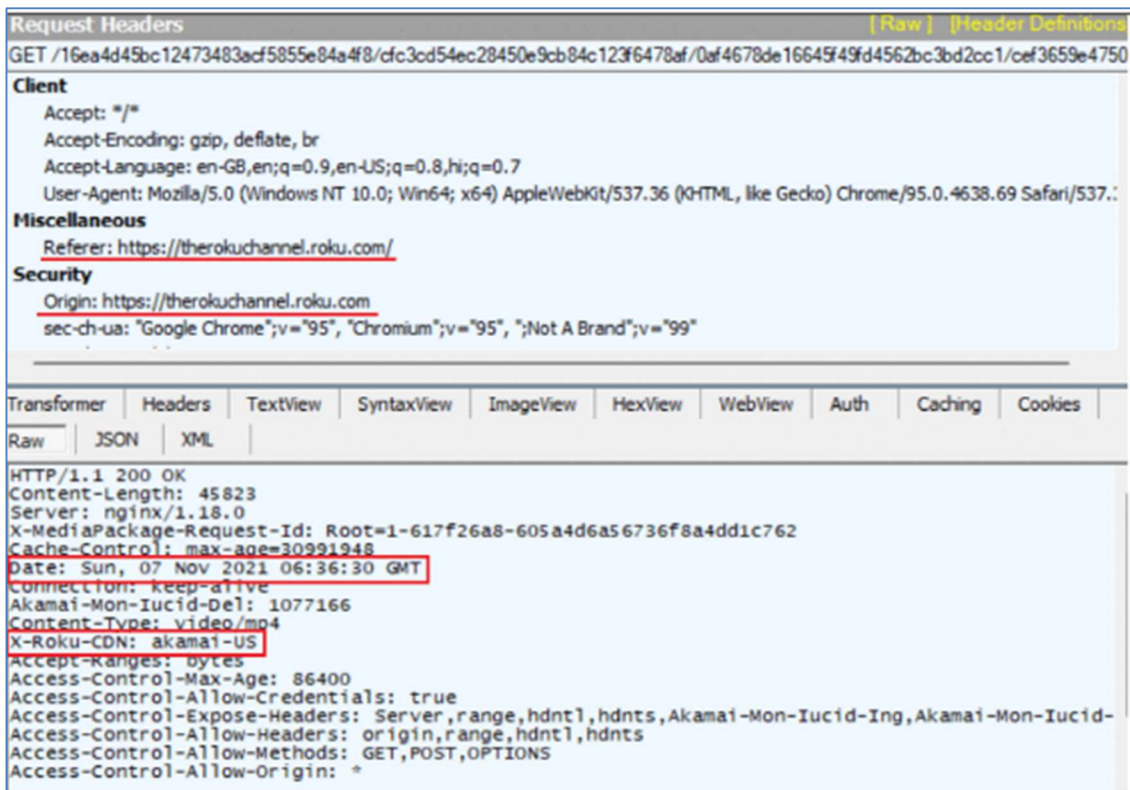 Request Headers [ Raw ] [Header Definitions
GET /16ea4d45bc12473483acf5855e84a4f8/cfc3cd54ec28450e9cb84c123f6478af/0af4678de16645f49fd4562bc3bd2cc1/cef3659e4750
Client
Accept: */*
Accept-Encoding: gzip, deflate, br
Accept-Language: en-GB,en;q=0.9,en-US;q=0.8,hi;q=0.7
User-Agent: Mozilla/5.0 (Windows NT 10.0; Win64; x64) AppleWebKit/537.36 (KHTML, like Gecko) Chrome/95.0.4638.69 Safari/537.
Miscellaneous
Referer: https://therokuchannel.roku.com/
Security
Origin: https://therokuchannel.roku.com
sec-ch-ua: "Google Chrome";v="95", "Chromium";v="95", ";Not A Brand";v="99"
Transformer Headers TextView SyntaxView ImageView HexView WebView Auth Caching Cookies
Raw JSON XML
HTTP/1.1 200 OK
Content-Length: 45823
Server: nginx/1.18.0
X-MediaPackage-Request-Id: Root=1-617f26a8-605a4d6a56736f8a4dd1c762
Cache-Control: max-age=30991948
Date: Sun, 07 Nov 2021 06:36:30 GMT
Connection: keep-alive
Akamai-Mon-Iucid-Del: 1077166
Content-Type: video/mp4
X-Roku-CDN: akamai-US
Accept-Ranges: bytes
Access-Control-Max-Age: 86400
Access-Control-Allow-Credentials: true
Access-Control-Expose-Headers: Server,range,hdntl,hdnts,Akamai-Mon-Iucid-Ing,Akamai-Mon-Iucid-
Access-Control-Allow-Headers: origin,range,hdntl,hdnts
Access-Control-Allow-Methods: GET,POST,OPTIONS
Access-Control-Allow-Origin: *